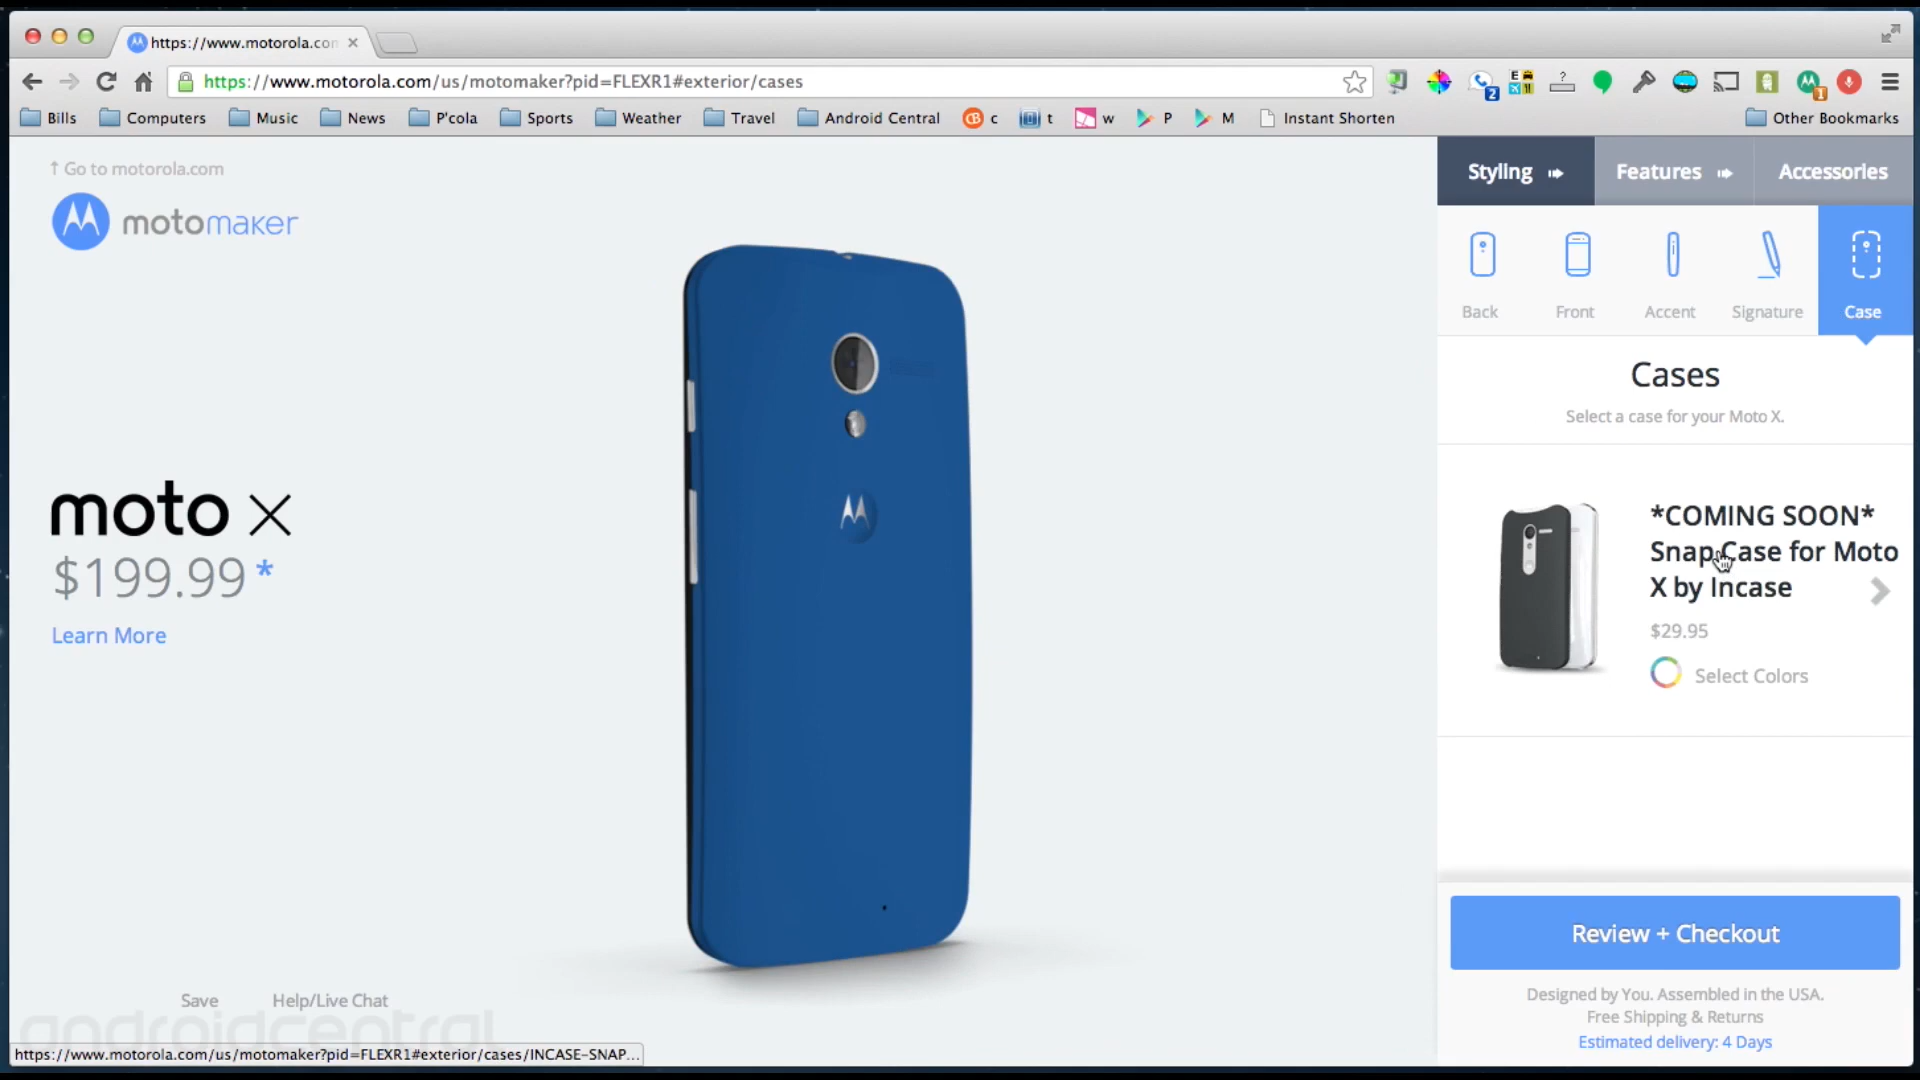 https://www.motorola.con
https://www.motorola.com/us/motomaker?pid=FLEXR1#exterior/cases
2
E
?
1
Bills
Computers
Music
News
P'cola
Sports
Weather
Travel
Android Central
CB
c
t
w
P
M
Instant Shorten
Other Bookmarks
↑ Go to motorola.com
motomaker
Styling
Features
Accessories
Back
Front
Accent
Signature
Case
Cases
Select a case for your Moto X.
moto X
$199.99 *
Learn More
*COMING SOON*
Snap Case for Moto
X by Incase
$29.95
Select Colors
Review + Checkout
Designed by You. Assembled in the USA.
Free Shipping & Returns
Estimated delivery: 4 Days
Save
Help/Live Chat
androidcentral
https://www.motorola.com/us/motomaker?pid=FLEXR1#exterior/cases/INCASE-SNAP...